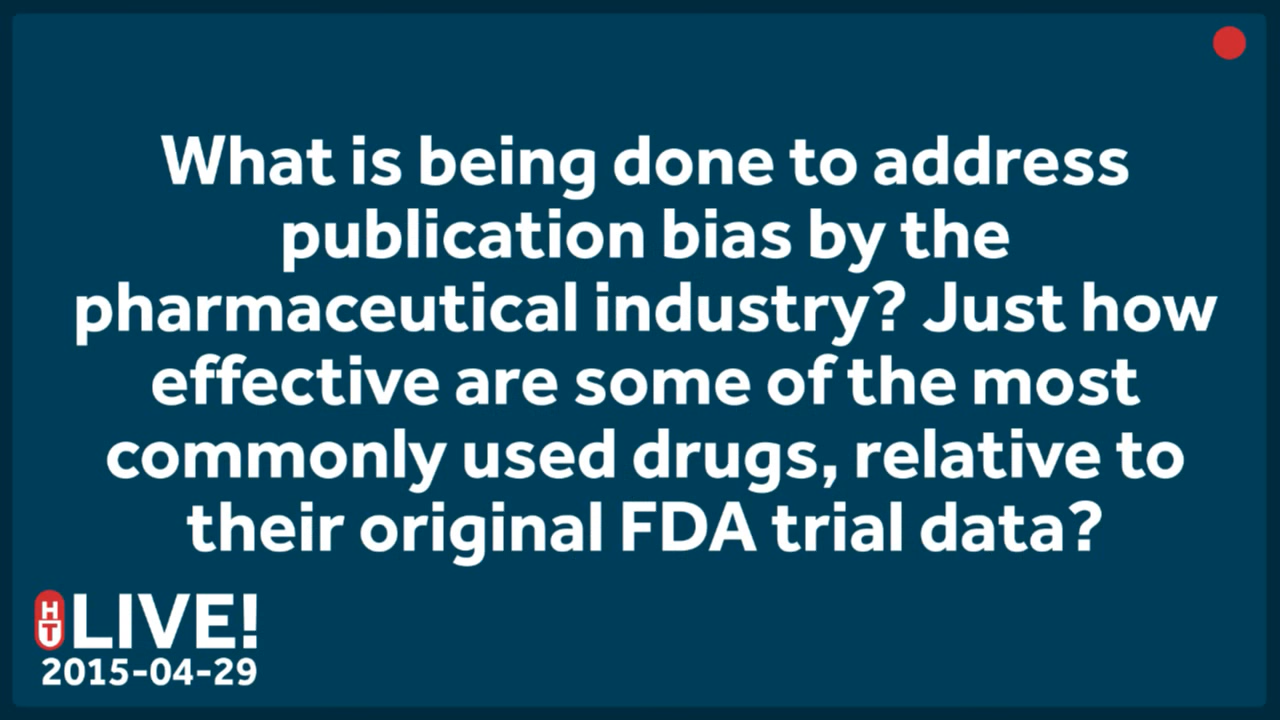 What is being done to address
publication bias by the
pharmaceutical industry? Just how
effective are some of the most
commonly used drugs, relative to
their original FDA trial data?
HT LIVE!
2015-04-29